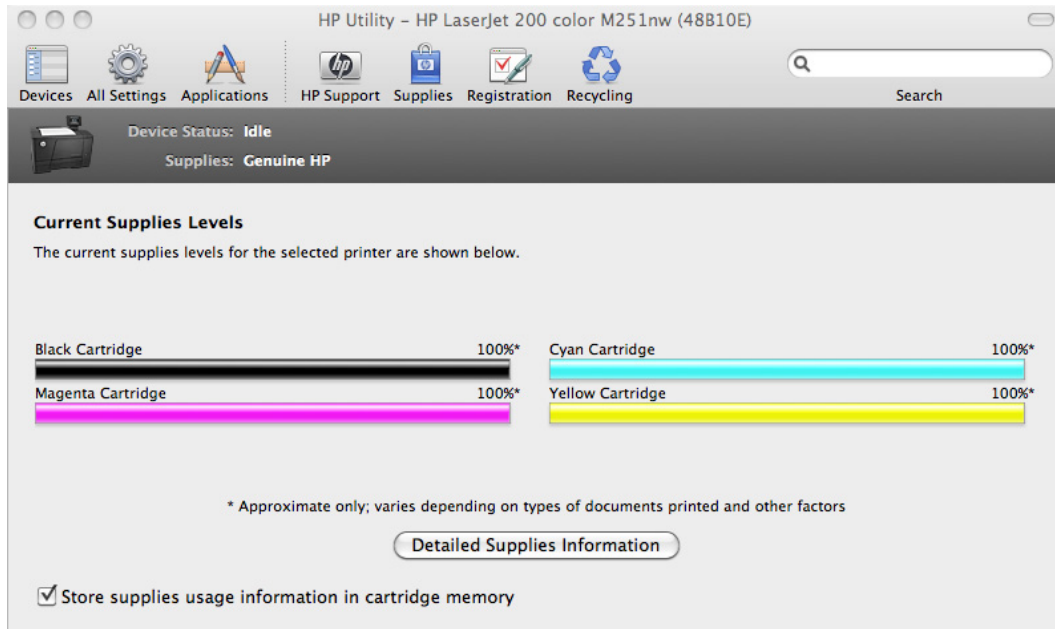 HP Utility – HP LaserJet 200 color M251nw (48B10E)
Devices All Settings Applications HP Support Supplies Registration Recycling Search
Device Status: Idle
Supplies: Genuine HP
Current Supplies Levels
The current supplies levels for the selected printer are shown below.
Black Cartridge 100%* Cyan Cartridge 100%*
Magenta Cartridge 100%* Yellow Cartridge 100%*
* Approximate only; varies depending on types of documents printed and other factors
Detailed Supplies Information
Store supplies usage information in cartridge memory